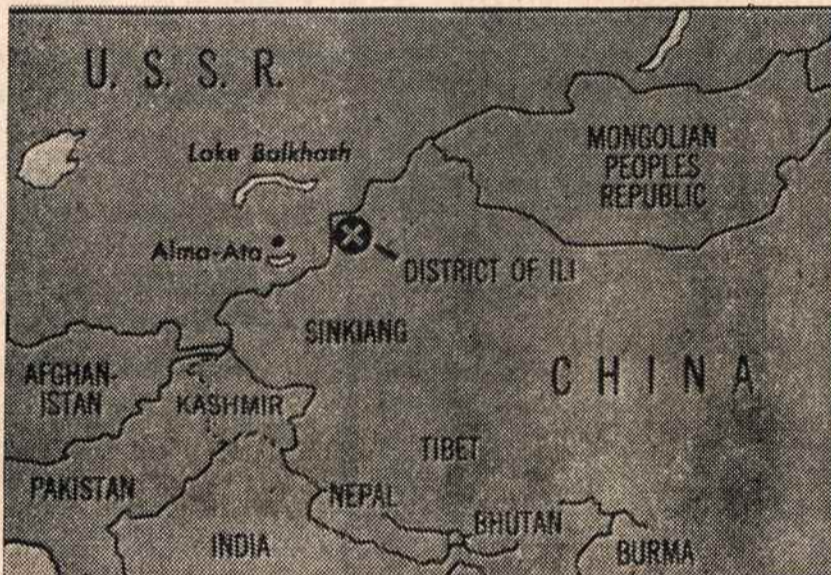 U. S. S. R.
MONGOLIAN
PEOPLES
REPUBLIC
Lake Balkhash
Alma-Ata
DISTRICT OF ILI
SINKIANG
CHINA
AFGHAN-
ISTAN
KASHMIR
TIBET
PAKISTAN
NEPAL
BHUTAN
INDIA
BURMA